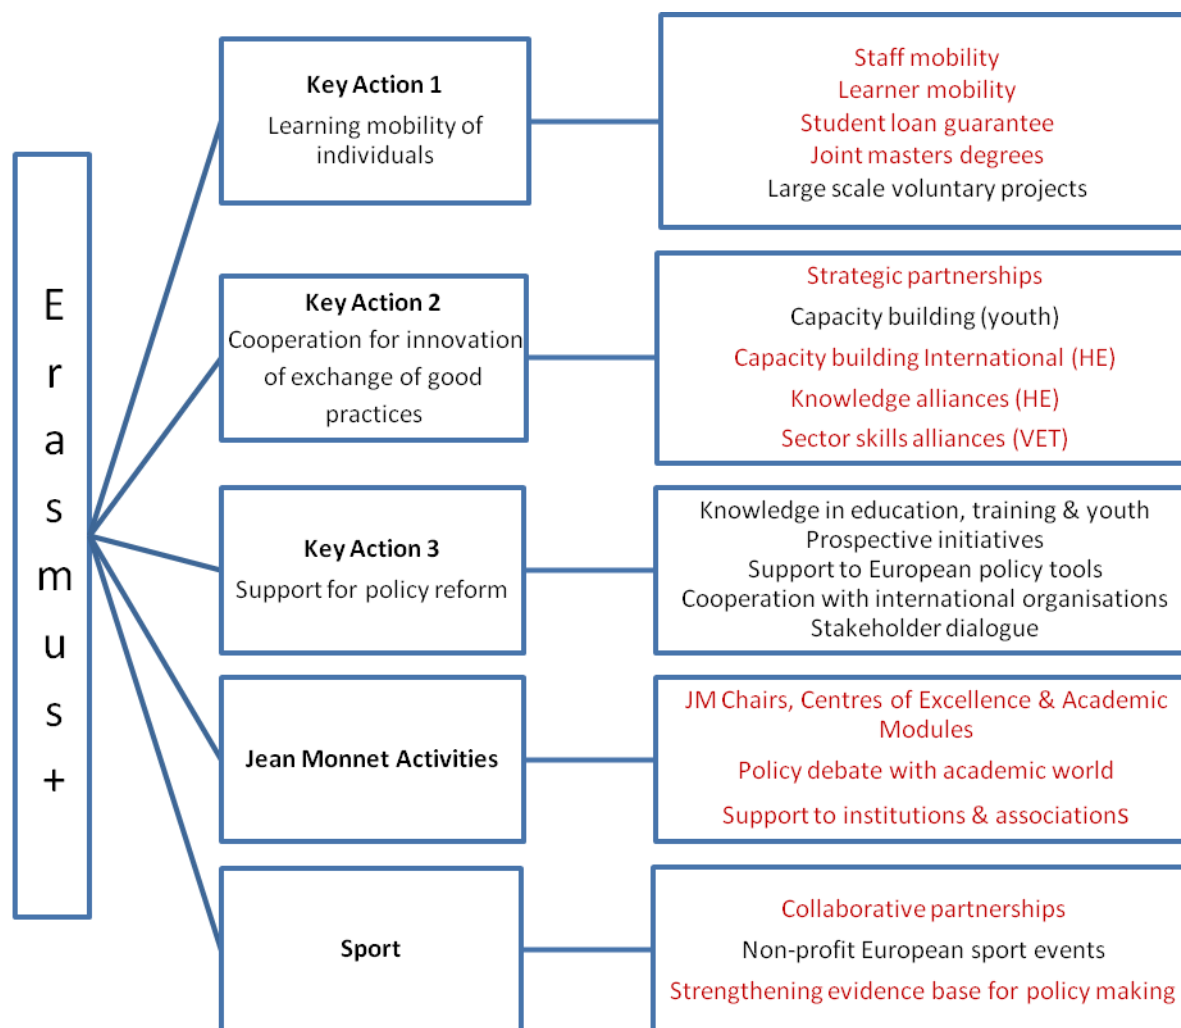 Erasmus+
Key Action 1
Learning mobility of
individuals
Staff mobility
Learner mobility
Student loan guarantee
Joint masters degrees
Large scale voluntary projects
Key Action 2
Cooperation for innovation
of exchange of good
practices
Strategic partnerships
Capacity building (youth)
Capacity building International (HE)
Knowledge alliances (HE)
Sector skills alliances (VET)
Key Action 3
Support for policy reform
Knowledge in education, training & youth
Prospective initiatives
Support to European policy tools
Cooperation with international organisations
Stakeholder dialogue
Jean Monnet Activities
JM Chairs, Centres of Excellence & Academic
Modules
Policy debate with academic world
Support to institutions & associations
Sport
Collaborative partnerships
Non-profit European sport events
Strengthening evidence base for policy making